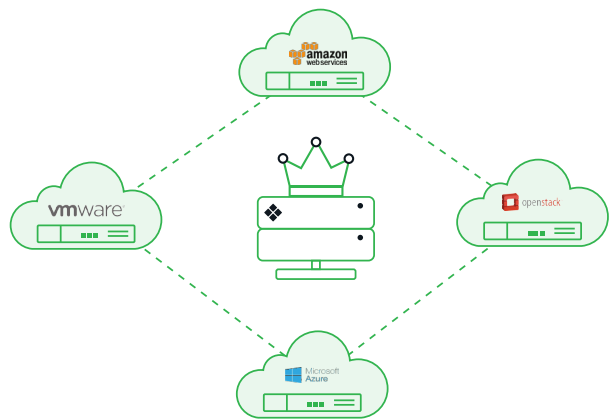 amazon
webservices
vmware
openstack
Microsoft
Azure